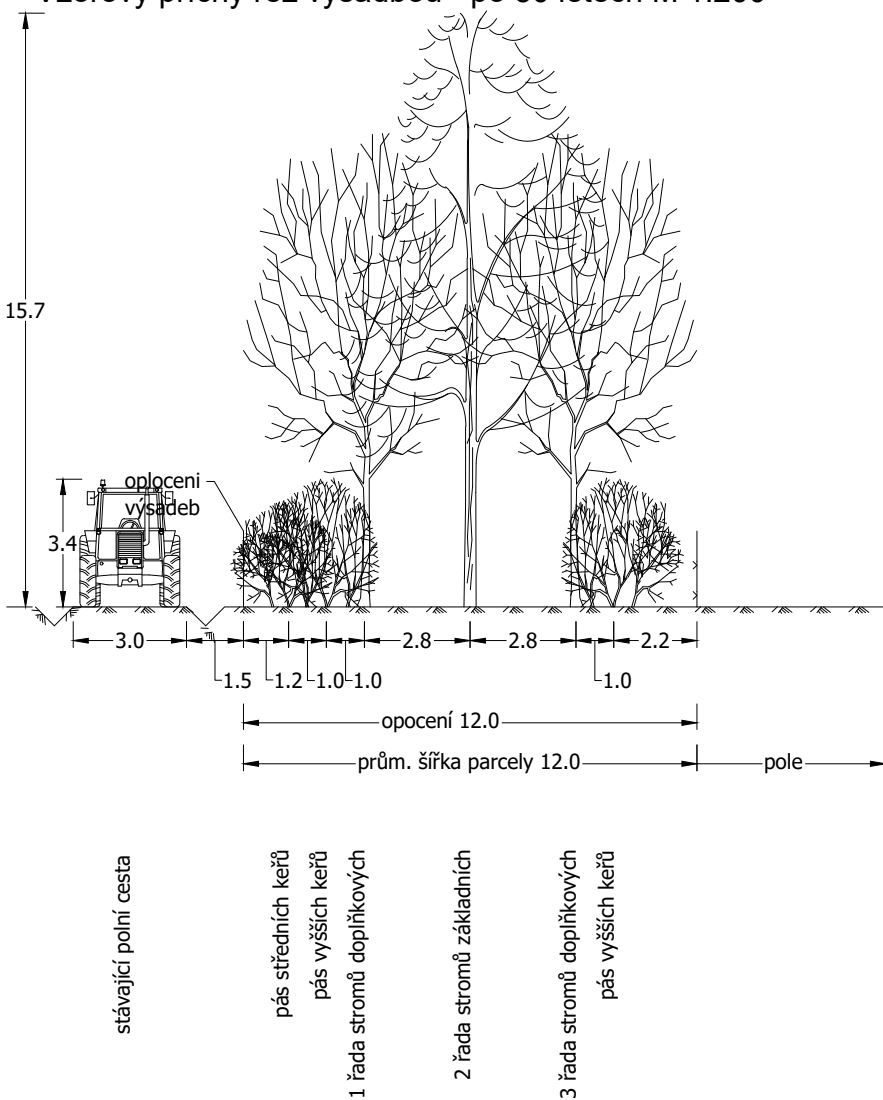 15.7
oploceni
výsadeb
3.4
3.0
2.8
2.8
2.2
1.5
1.2
1.0
1.0
1.0
opocení 12.0
prům. šířka parcely 12.0
pole
stávající polní cesta
pás středních keřů
pás vyšších keřů
1 řada stromů doplňkových
2 řada stromů základních
3 řada stromů doplňkových
pás vyšších keřů